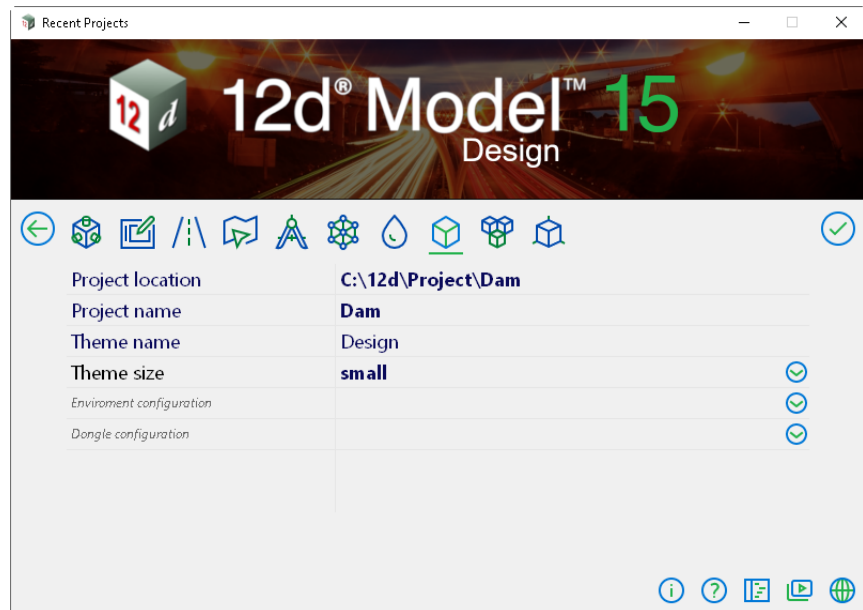 Recent Projects
12 d 12d® Model™ 15
Design
Project location C:\12d\Project\Dam
Project name Dam
Theme name Design
Theme size small
Enviroment configuration
Dongle configuration